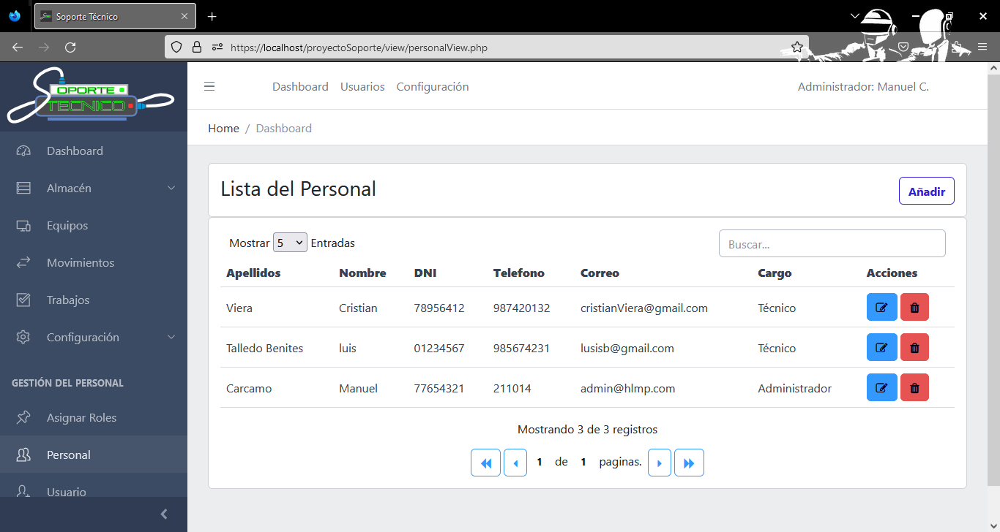 Soporte Técnico
https://localhost/proyectoSoporte/view/personalView.php
OPORTE
TECNICO
Dashboard Usuarios Configuración Administrador: Manuel C.
Home / Dashboard
Dashboard
Almacén
Equipos
Movimientos
Trabajos
Configuración
GESTIÓN DEL PERSONAL
Asignar Roles
Personal
Usuario
Lista del Personal
Añadir
Mostrar 5 Entradas Buscar...
Apellidos Nombre DNI Telefono Correo Cargo Acciones
Viera Cristian 78956412 987420132 cristianViera@gmail.com Técnico
Talledo Benites luis 01234567 985674231 lusisb@gmail.com Técnico
Carcamo Manuel 77654321 211014 admin@hlmp.com Administrador
Mostrando 3 de 3 registros
1 de 1 paginas.